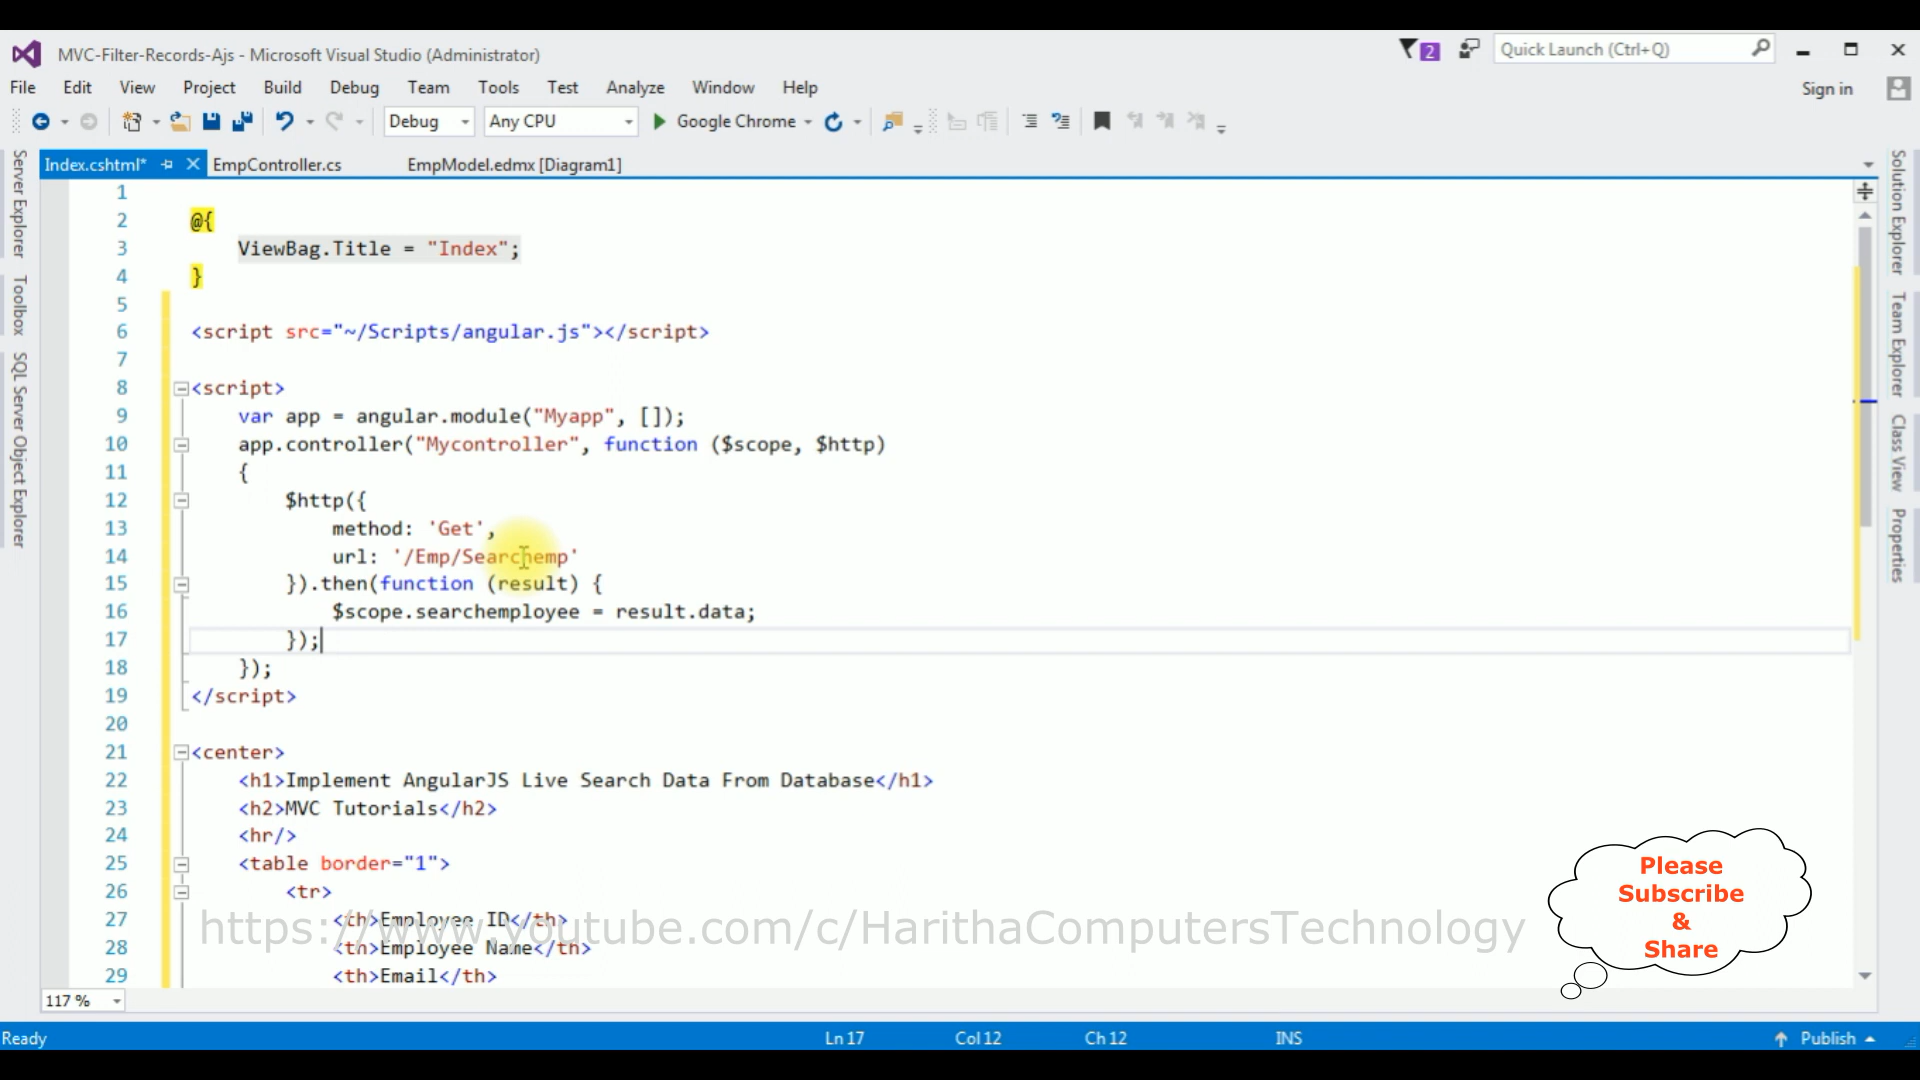 MVC-Filter-Records-Ajs - Microsoft Visual Studio (Administrator)
2
Quick Launch (Ctrl+Q)
File Edit View Project Build Debug Team Tools Test Analyze Window Help
Sign in
Debug
Any CPU
Google Chrome
Index.cshtml*
EmpController.cs
EmpModel.edmx [Diagram1]
Server Explorer
Toolbox
SQL Server Object Explorer
Solution Explorer
Team Explorer
Class View
Properties
1
2 @{
3 ViewBag.Title = "Index";
4 }
5
6 <script src="~/Scripts/angular.js"></script>
7
8 <script>
9 var app = angular.module("Myapp", []);
10 app.controller("Mycontroller", function ($scope, $http)
11 {
12 $http({
13 method: 'Get',
14 url: '/Emp/Searchemp'
15 }).then(function (result) {
16 $scope.searchemployee = result.data;
17 });
18 });
19 </script>
20
21 <center>
22 <h1>Implement AngularJS Live Search Data From Database</h1>
23 <h2>MVC Tutorials</h2>
24 <hr/>
25 <table border="1">
26 <tr>
27 <th>Employee ID</th>
28 <th>Employee Name</th>
29 <th>Email</th>
https://www.youtube.com/c/HarithaComputersTechnology
Please
Subscribe
&
Share
117 %
Ready
Ln 17
Col 12
Ch 12
INS
Publish